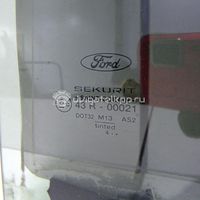 Ford
SEKURIT
43 R - 00021
DOT32 M13 AS2
tinted